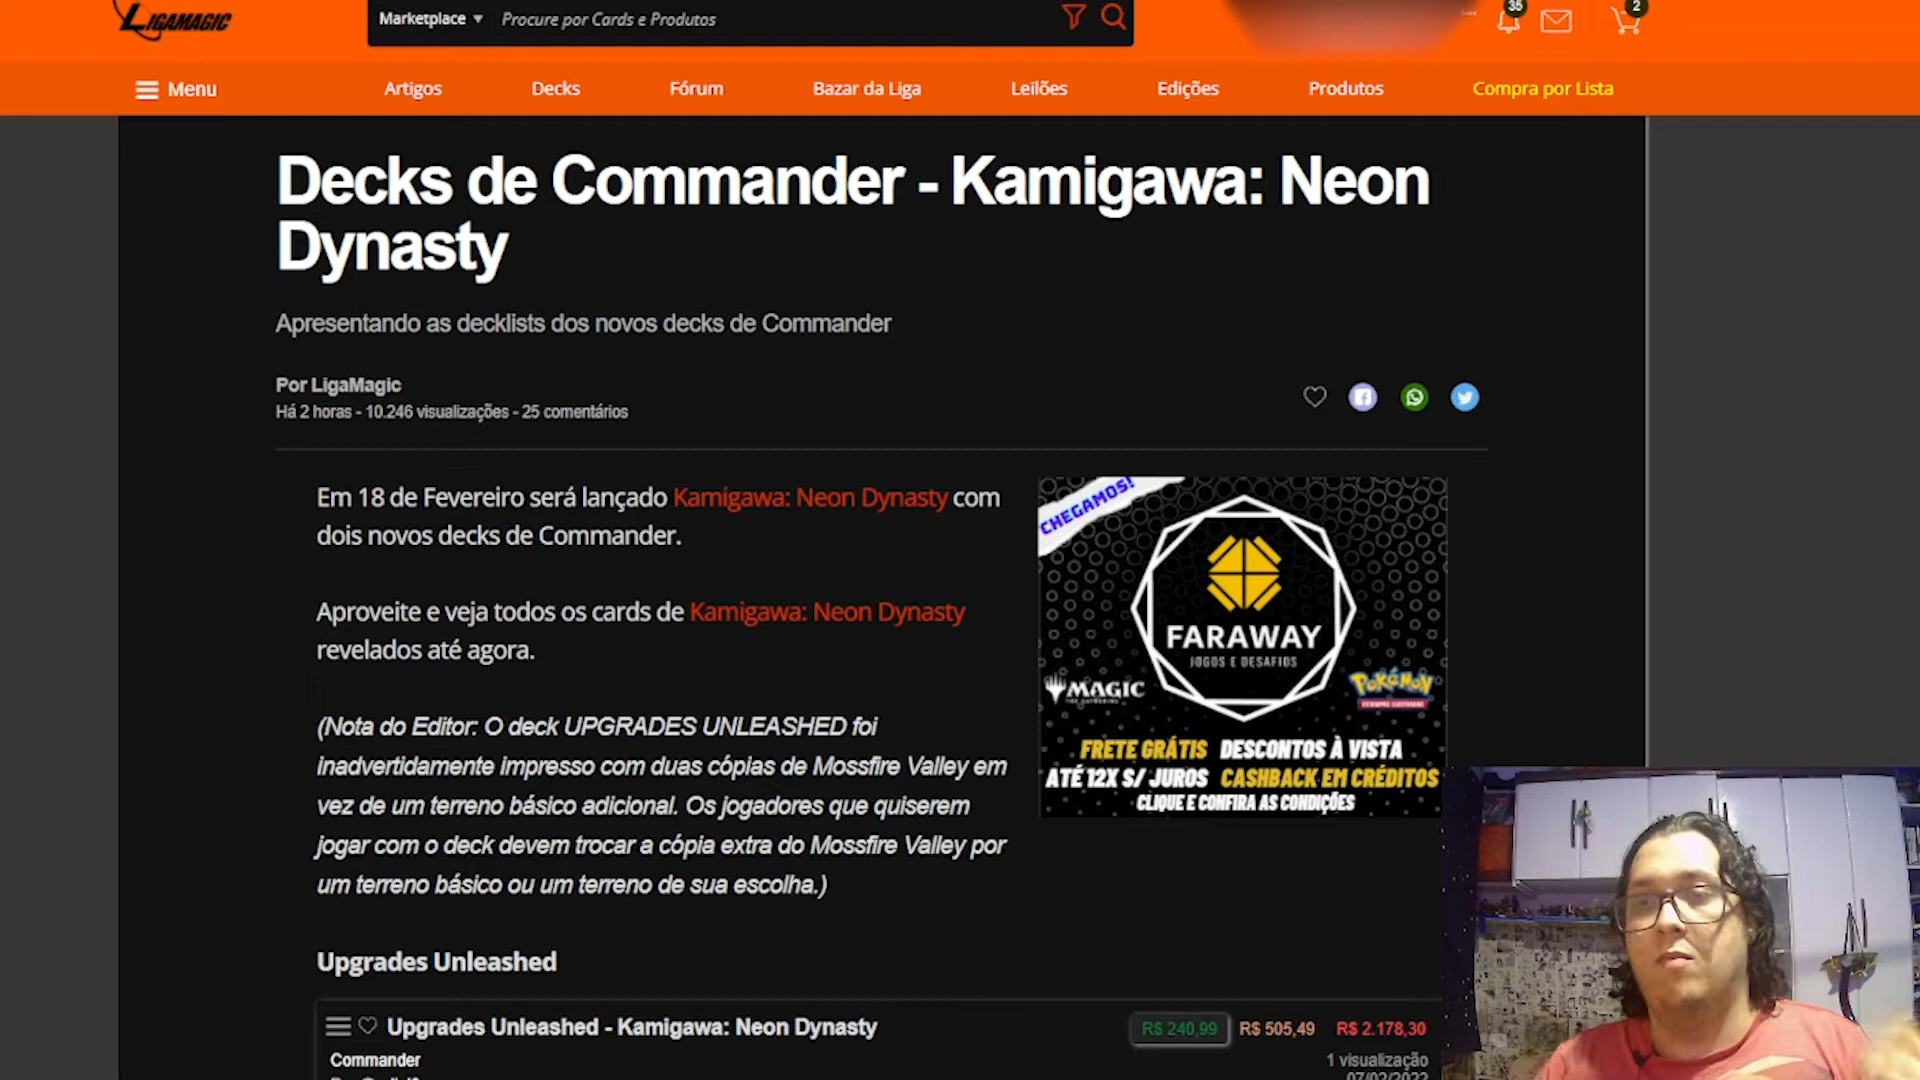 LIGAMAGIC
Marketplace
Procure por Cards e Produtos
35
2
Menu
Artigos
Decks
Fórum
Bazar da Liga
Leilões
Edições
Produtos
Compra por Lista
Decks de Commander - Kamigawa: Neon
Dynasty
Apresentando as decklists dos novos decks de Commander
Por LigaMagic
Há 2 horas - 10.246 visualizações - 25 comentários
Em 18 de Fevereiro será lançado Kamigawa: Neon Dynasty com
dois novos decks de Commander.
Aproveite e veja todos os cards de Kamigawa: Neon Dynasty
revelados até agora.
(Nota do Editor: O deck UPGRADES UNLEASHED foi
inadvertidamente impresso com duas cópias de Mossfire Valley em
vez de um terreno básico adicional. Os jogadores que quiserem
jogar com o deck devem trocar a cópia extra do Mossfire Valley por
um terreno básico ou um terreno de sua escolha.)
CHEGAMOS!
FARAWAY
JOGOS E DESAFIOS
MAGIC
POKÉMON
FRETE GRÁTIS DESCONTOS À VISTA
ATÉ 12X S/ JUROS CASHBACK EM CRÉDITOS
CLIQUE E CONFIRA AS CONDIÇÕES
Upgrades Unleashed
Upgrades Unleashed - Kamigawa: Neon Dynasty
R$ 240,99
R$ 505,49
R$ 2.178,30
Commander
1 visualização
07/02/2022